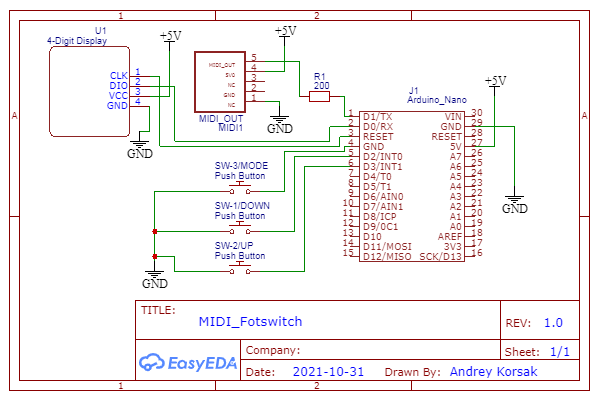 1
2
A
A
U1
4-Digit Display
CLK 1
DIO 2
VCC 3
GND 4
+5V
GND
MIDI_OUT 5
5V0 4
NC 3
GND 2
NC 1
MIDI_OUT
MIDI1
+5V
GND
R1
200
J1
Arduino_Nano
+5V
GND
1 D1/TX VIN 30
2 D0/RX GND 29
3 RESET RESET 28
4 GND 5V 27
5 D2/INT0 A7 26
6 D3/INT1 A6 25
7 D4/T0 A5 24
8 D5/T1 A4 23
9 D6/AIN0 A3 22
10 D7/AIN1 A2 21
11 D8/ICP A1 20
12 D9/0C1 A0 19
13 D10 AREF 18
14 D11/MOSI 3V3 17
15 D12/MISO SCK/D13 16
SW-3/MODE
Push Button
SW-1/DOWN
Push Button
SW-2/UP
Push Button
GND
TITLE:
MIDI_Fotswitch
REV: 1.0
EasyEDA
Company:
Sheet: 1/1
Date: 2021-10-31 Drawn By: Andrey Korsak
1
2